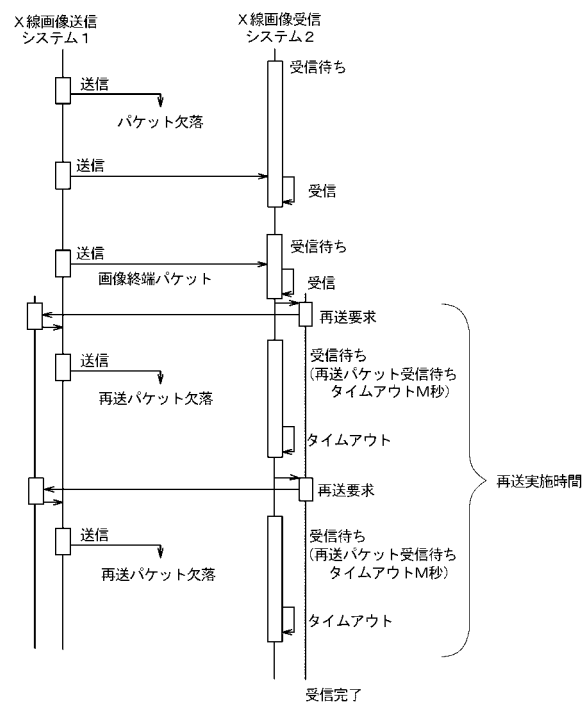 X線画像送信
システム1
X線画像受信
システム2
受信待ち
送信
パケット欠落
送信
受信
受信待ち
送信
画像終端パケット
受信
再送要求
送信
再送パケット欠落
受信待ち
(再送パケット受信待ち
タイムアウトM秒)
タイムアウト
再送実施時間
再送要求
送信
再送パケット欠落
受信待ち
(再送パケット受信待ち
タイムアウトM秒)
タイムアウト
受信完了